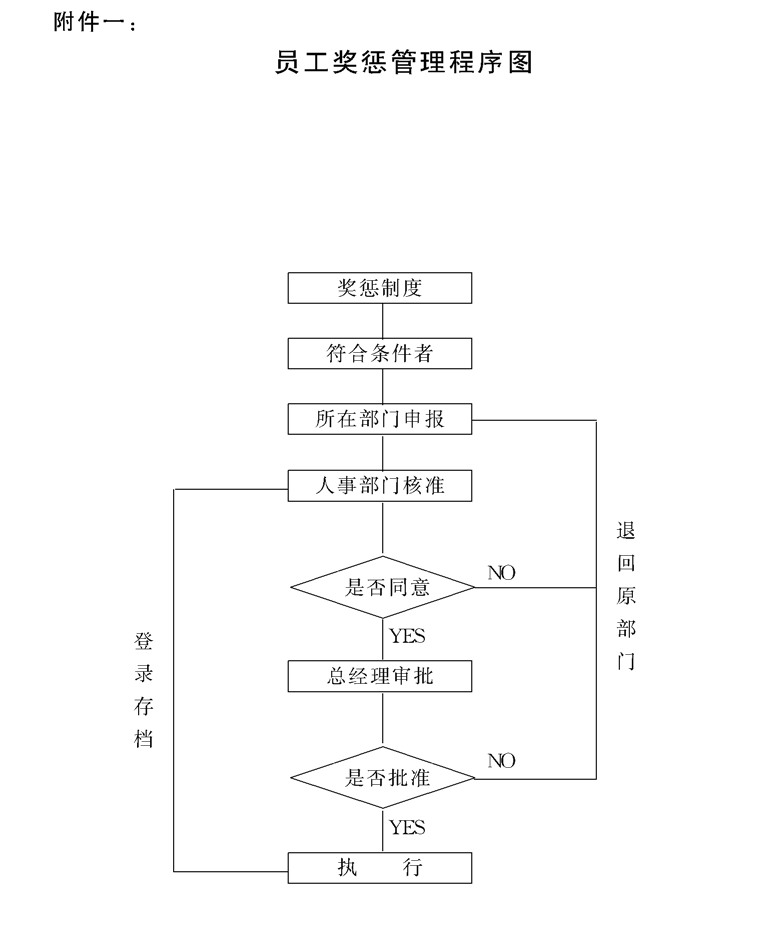 附件一：
员工奖惩管理程序图
奖惩制度
符合条件者
所在部门申报
人事部门核准
是否同意
NO
YES
总经理审批
是否批准
NO
YES
执 行
登录存档
退回原部门